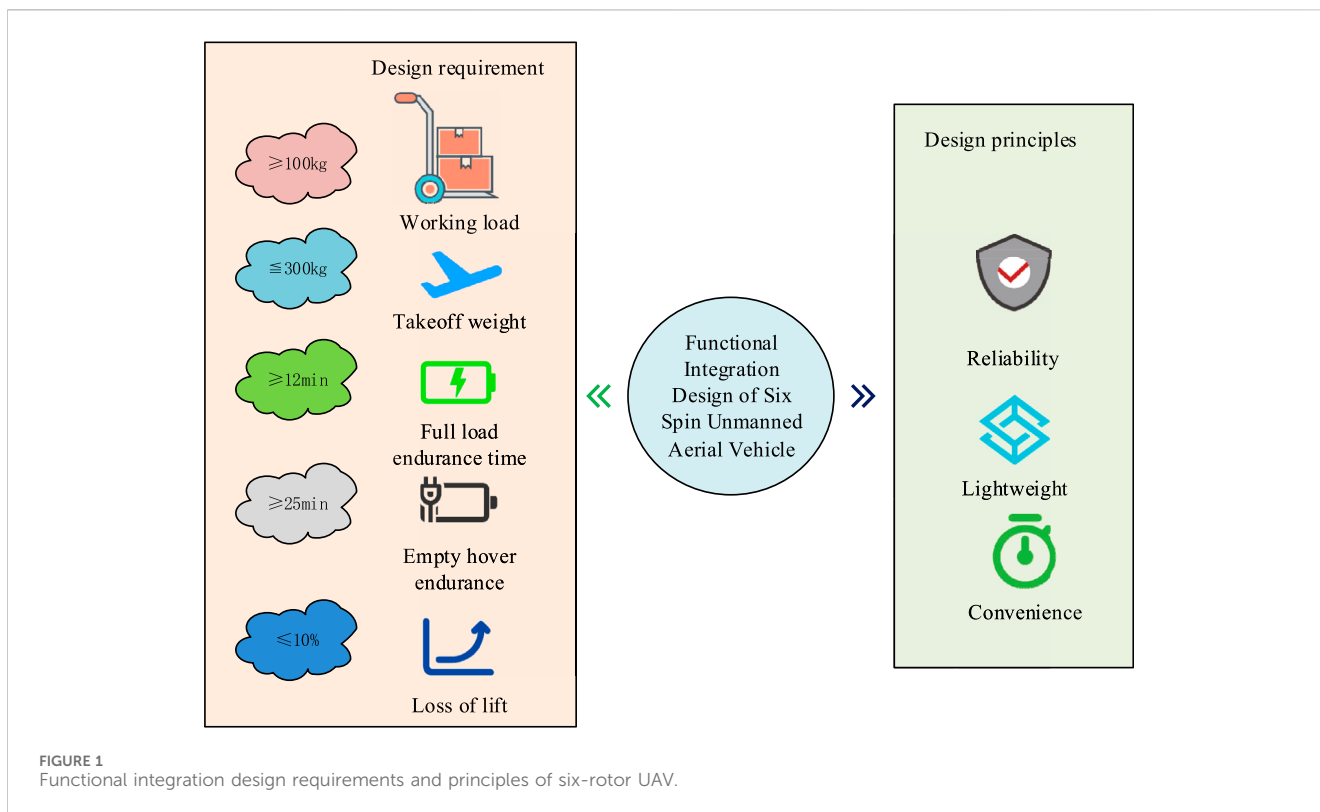 Design requirement
≥100kg
Working load
≦300kg
Takeoff weight
≥12min
Full load
endurance time
≥25min
Empty hover
endurance
≤10%
Loss of lift
Functional
Integration
Design of Six
Spin Unmanned
Aerial Vehicle
Design principles
Reliability
Lightweight
Convenience
FIGURE 1
Functional integration design requirements and principles of six-rotor UAV.